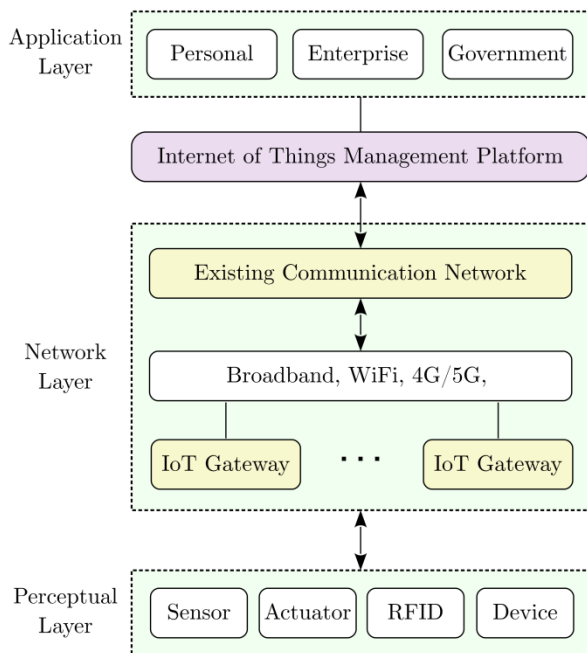 Application
Layer
Personal
Enterprise
Government
Internet of Things Management Platform
Existing Communication Network
Network
Layer
Broadband, WiFi, 4G/5G,
IoT Gateway
...
IoT Gateway
Perceptual
Layer
Sensor
Actuator
RFID
Device